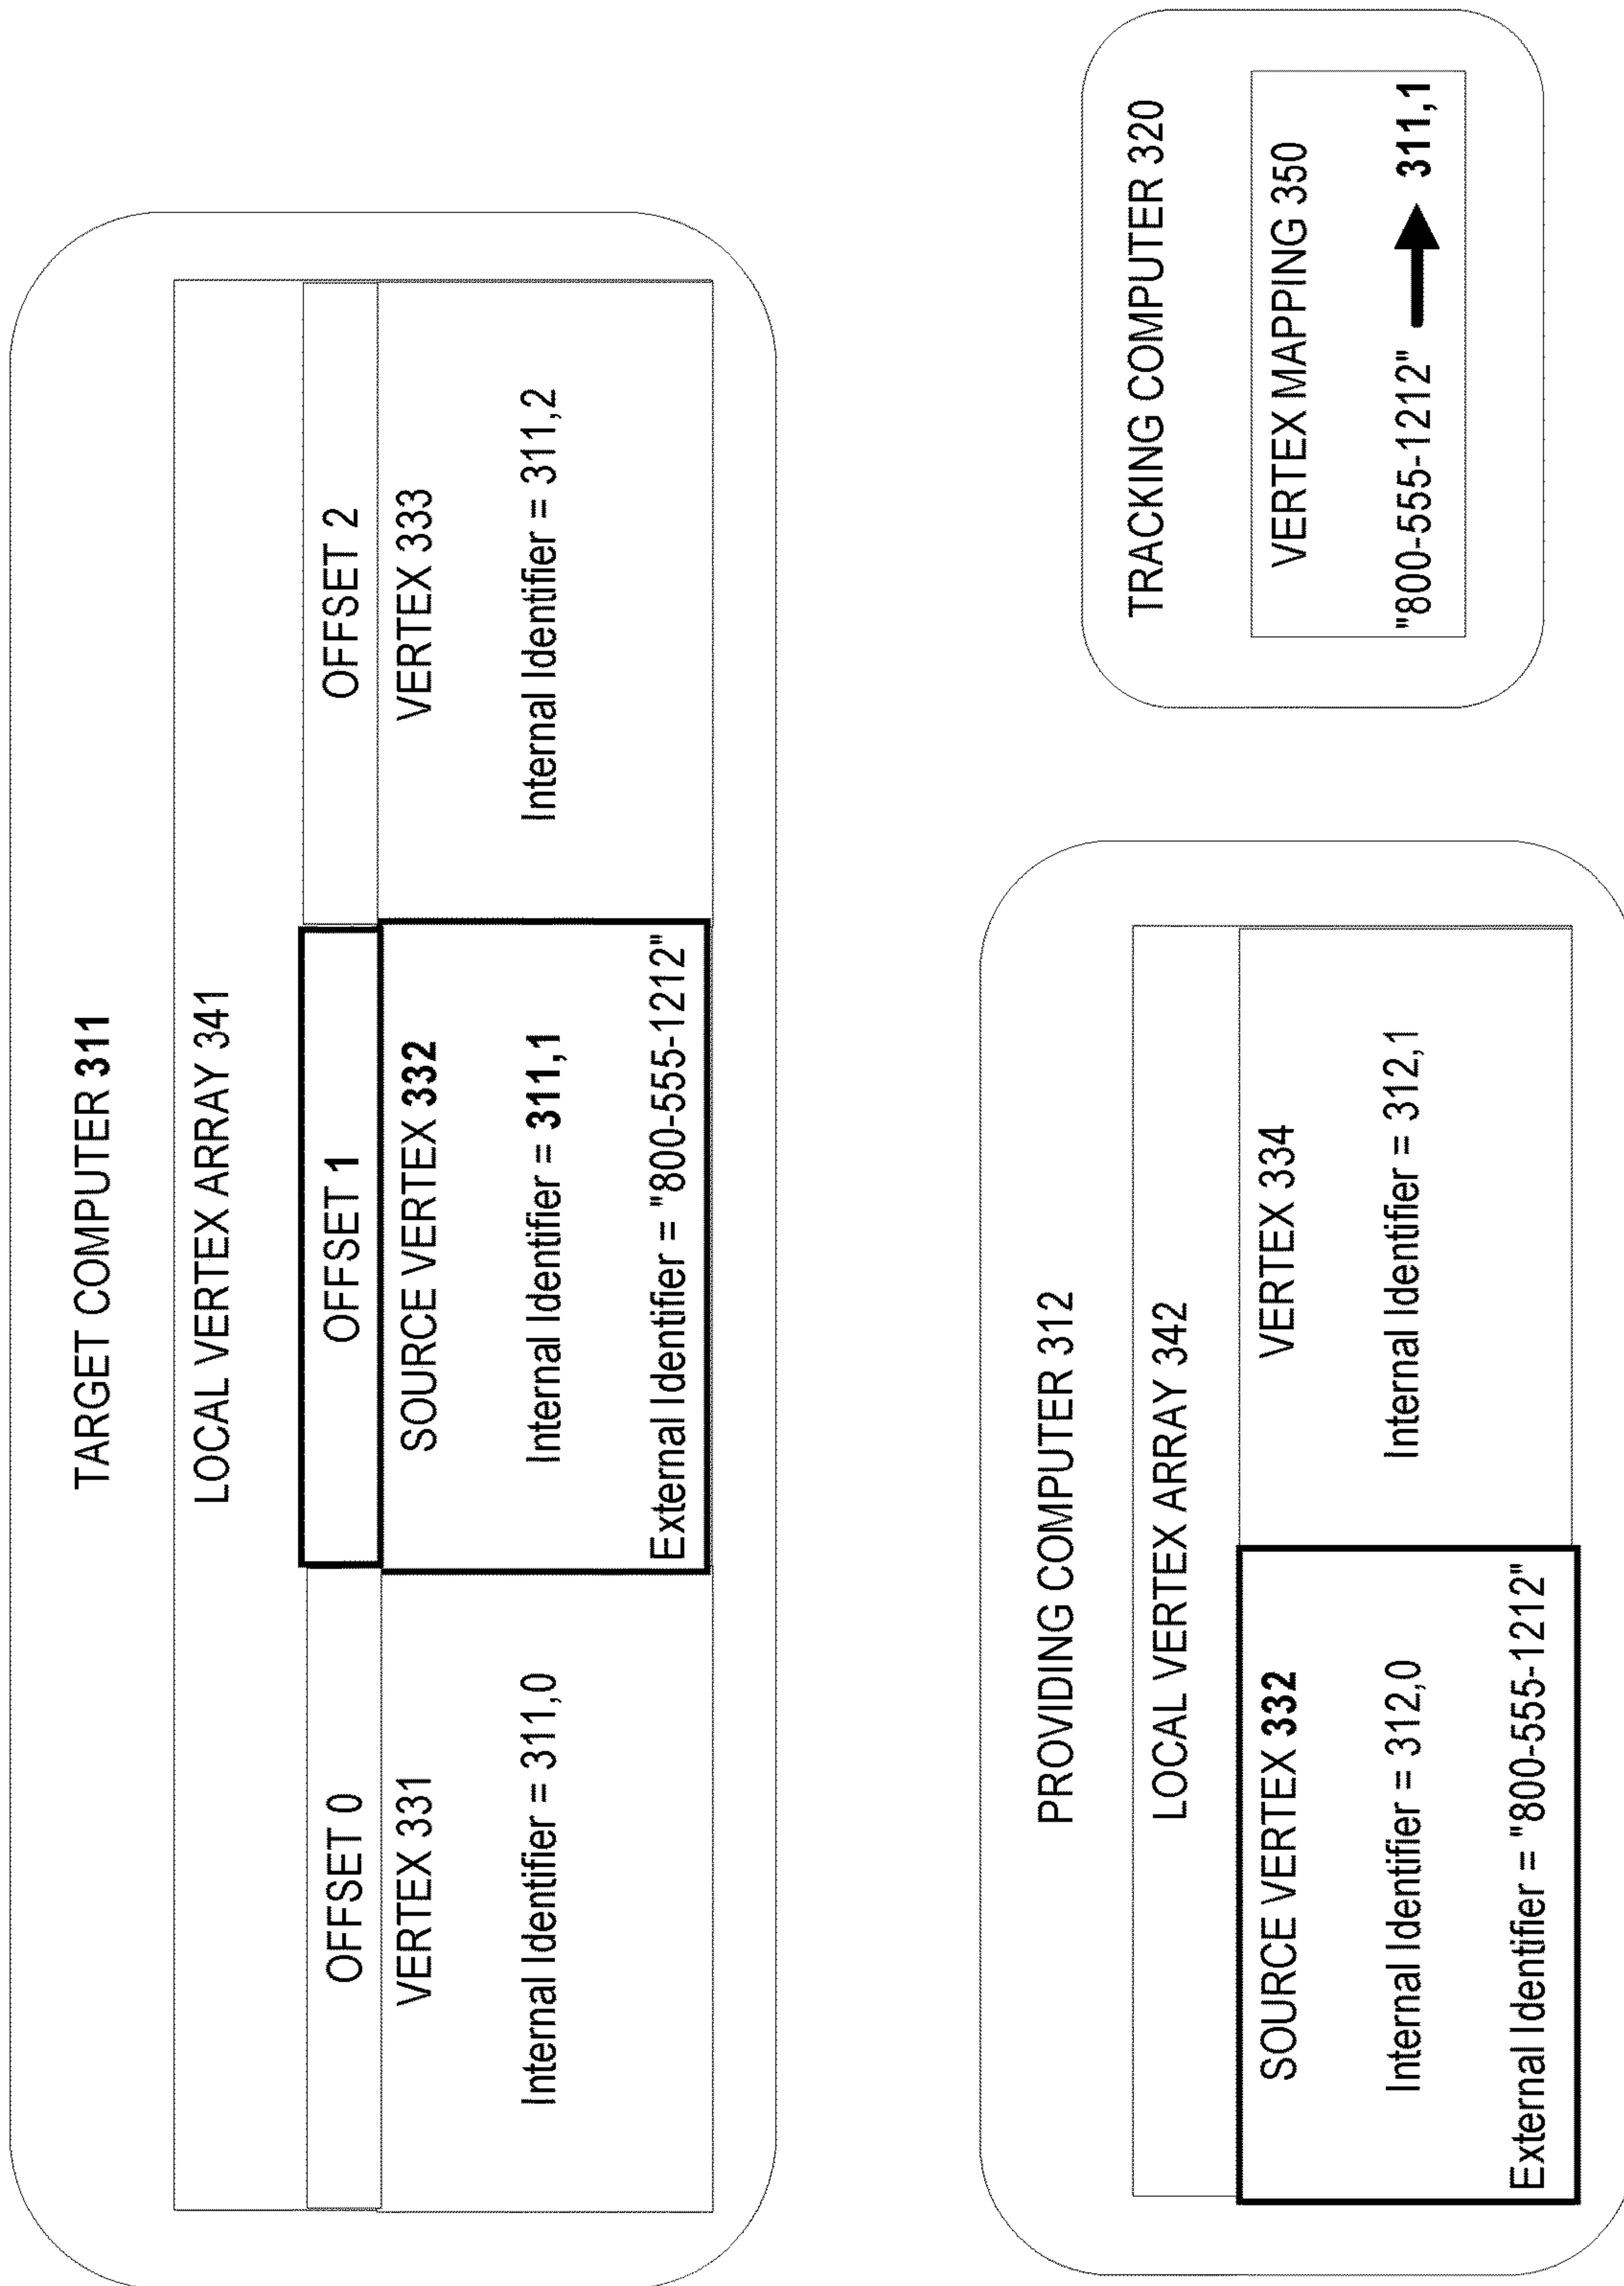 TARGET COMPUTER 311
LOCAL VERTEX ARRAY 341
OFFSET 0
OFFSET 1
OFFSET 2
VERTEX 331
Internal Identifier = 311,0
SOURCE VERTEX 332
Internal Identifier = 311,1
External Identifier = "800-555-1212"
VERTEX 333
Internal Identifier = 311,2
PROVIDING COMPUTER 312
LOCAL VERTEX ARRAY 342
SOURCE VERTEX 332
Internal Identifier = 312,0
External Identifier = "800-555-1212"
VERTEX 334
Internal Identifier = 312,1
TRACKING COMPUTER 320
VERTEX MAPPING 350
"800-555-1212" → 311,1